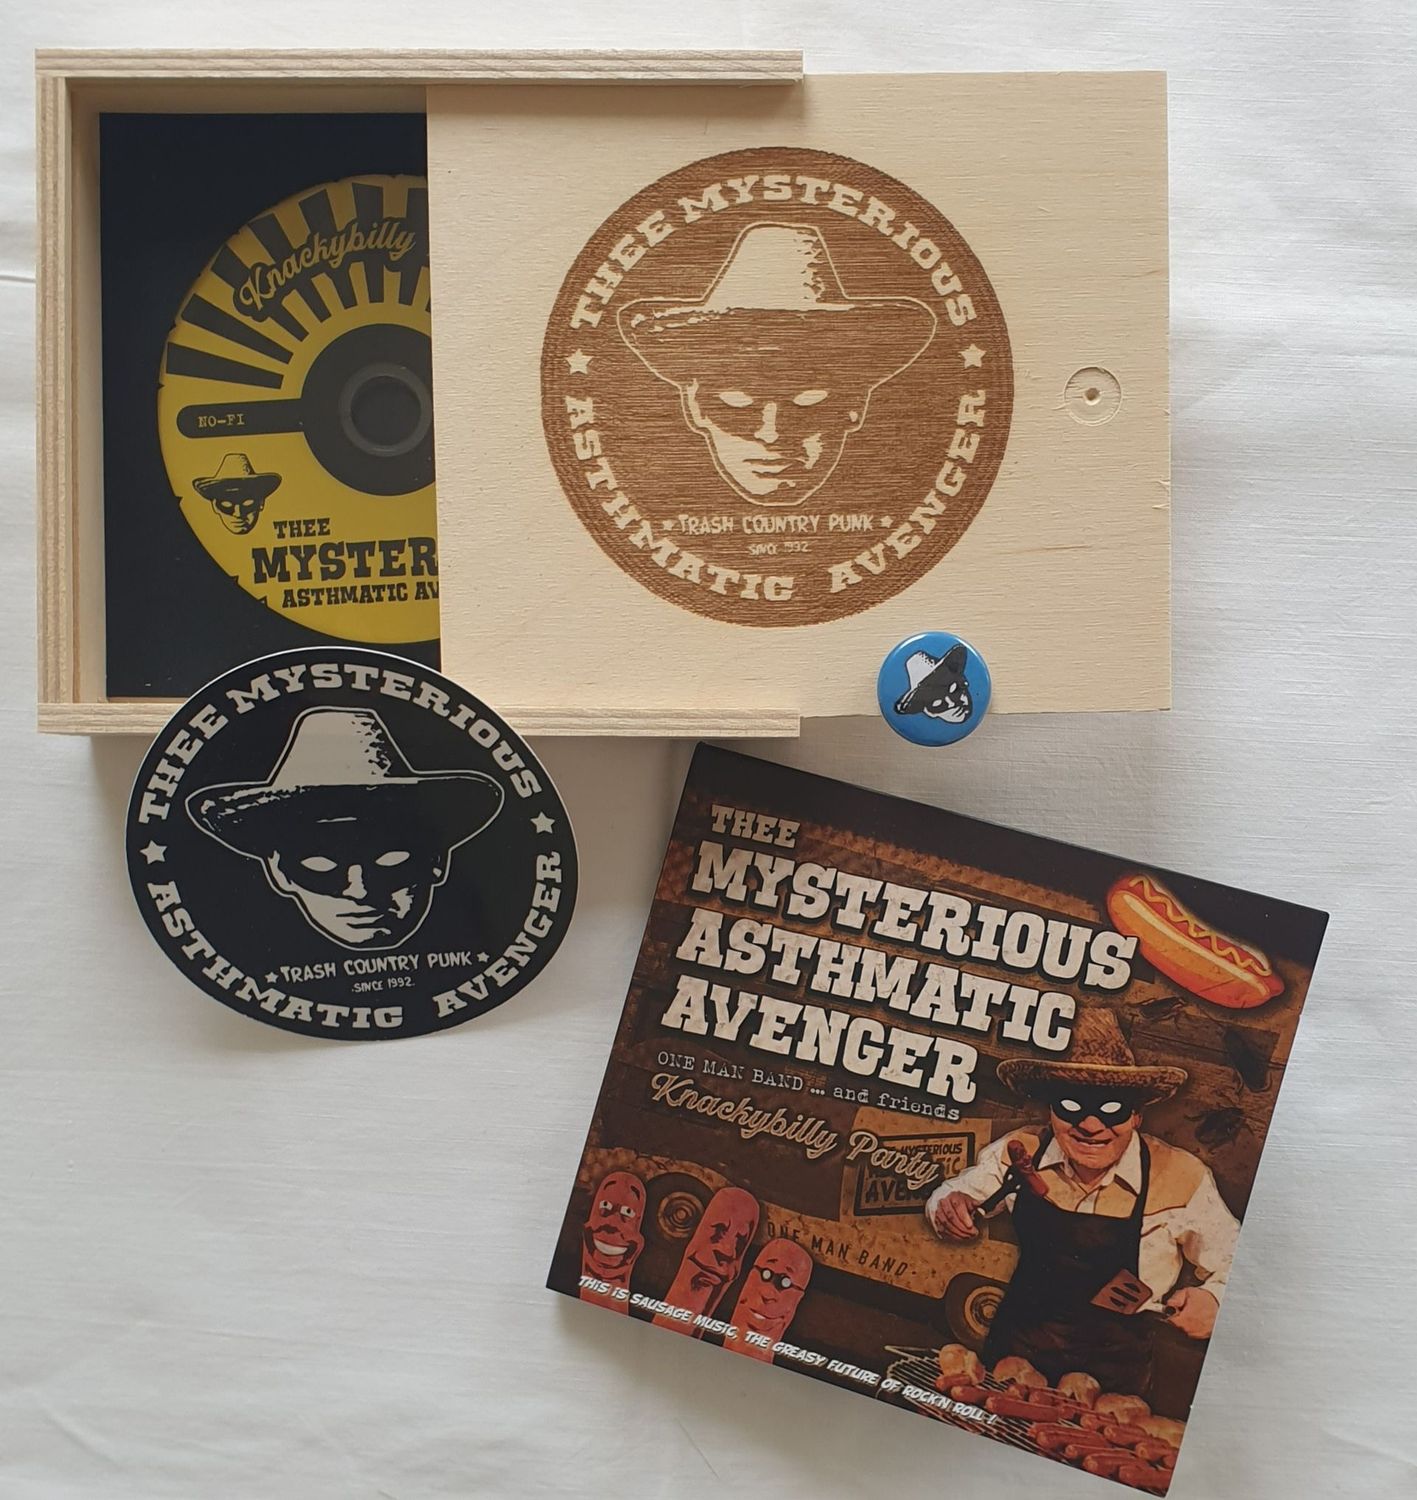 Knackybilly
NO-FI
THEE
MYSTER
ASTHMATIC AV
THEE MYSTERIOUS
ASTHMATIC AVENGER
TRASH COUNTRY PUNK
SINCE 1992
THEE MYSTERIOUS
ASTHMATIC AVENGER
TRASH COUNTRY PUNK
.SINCE 1992.
THEE
MYSTERIOUS
ASTHMATIC
AVENGER
ONE MAN BAND ... and friends
Knackybilly Party
MYSTERIOUS
ONE MAN BAND.
THIS IS SAUSAGE MUSIC, THE GREASY FUTURE OF ROCK'N ROLL !